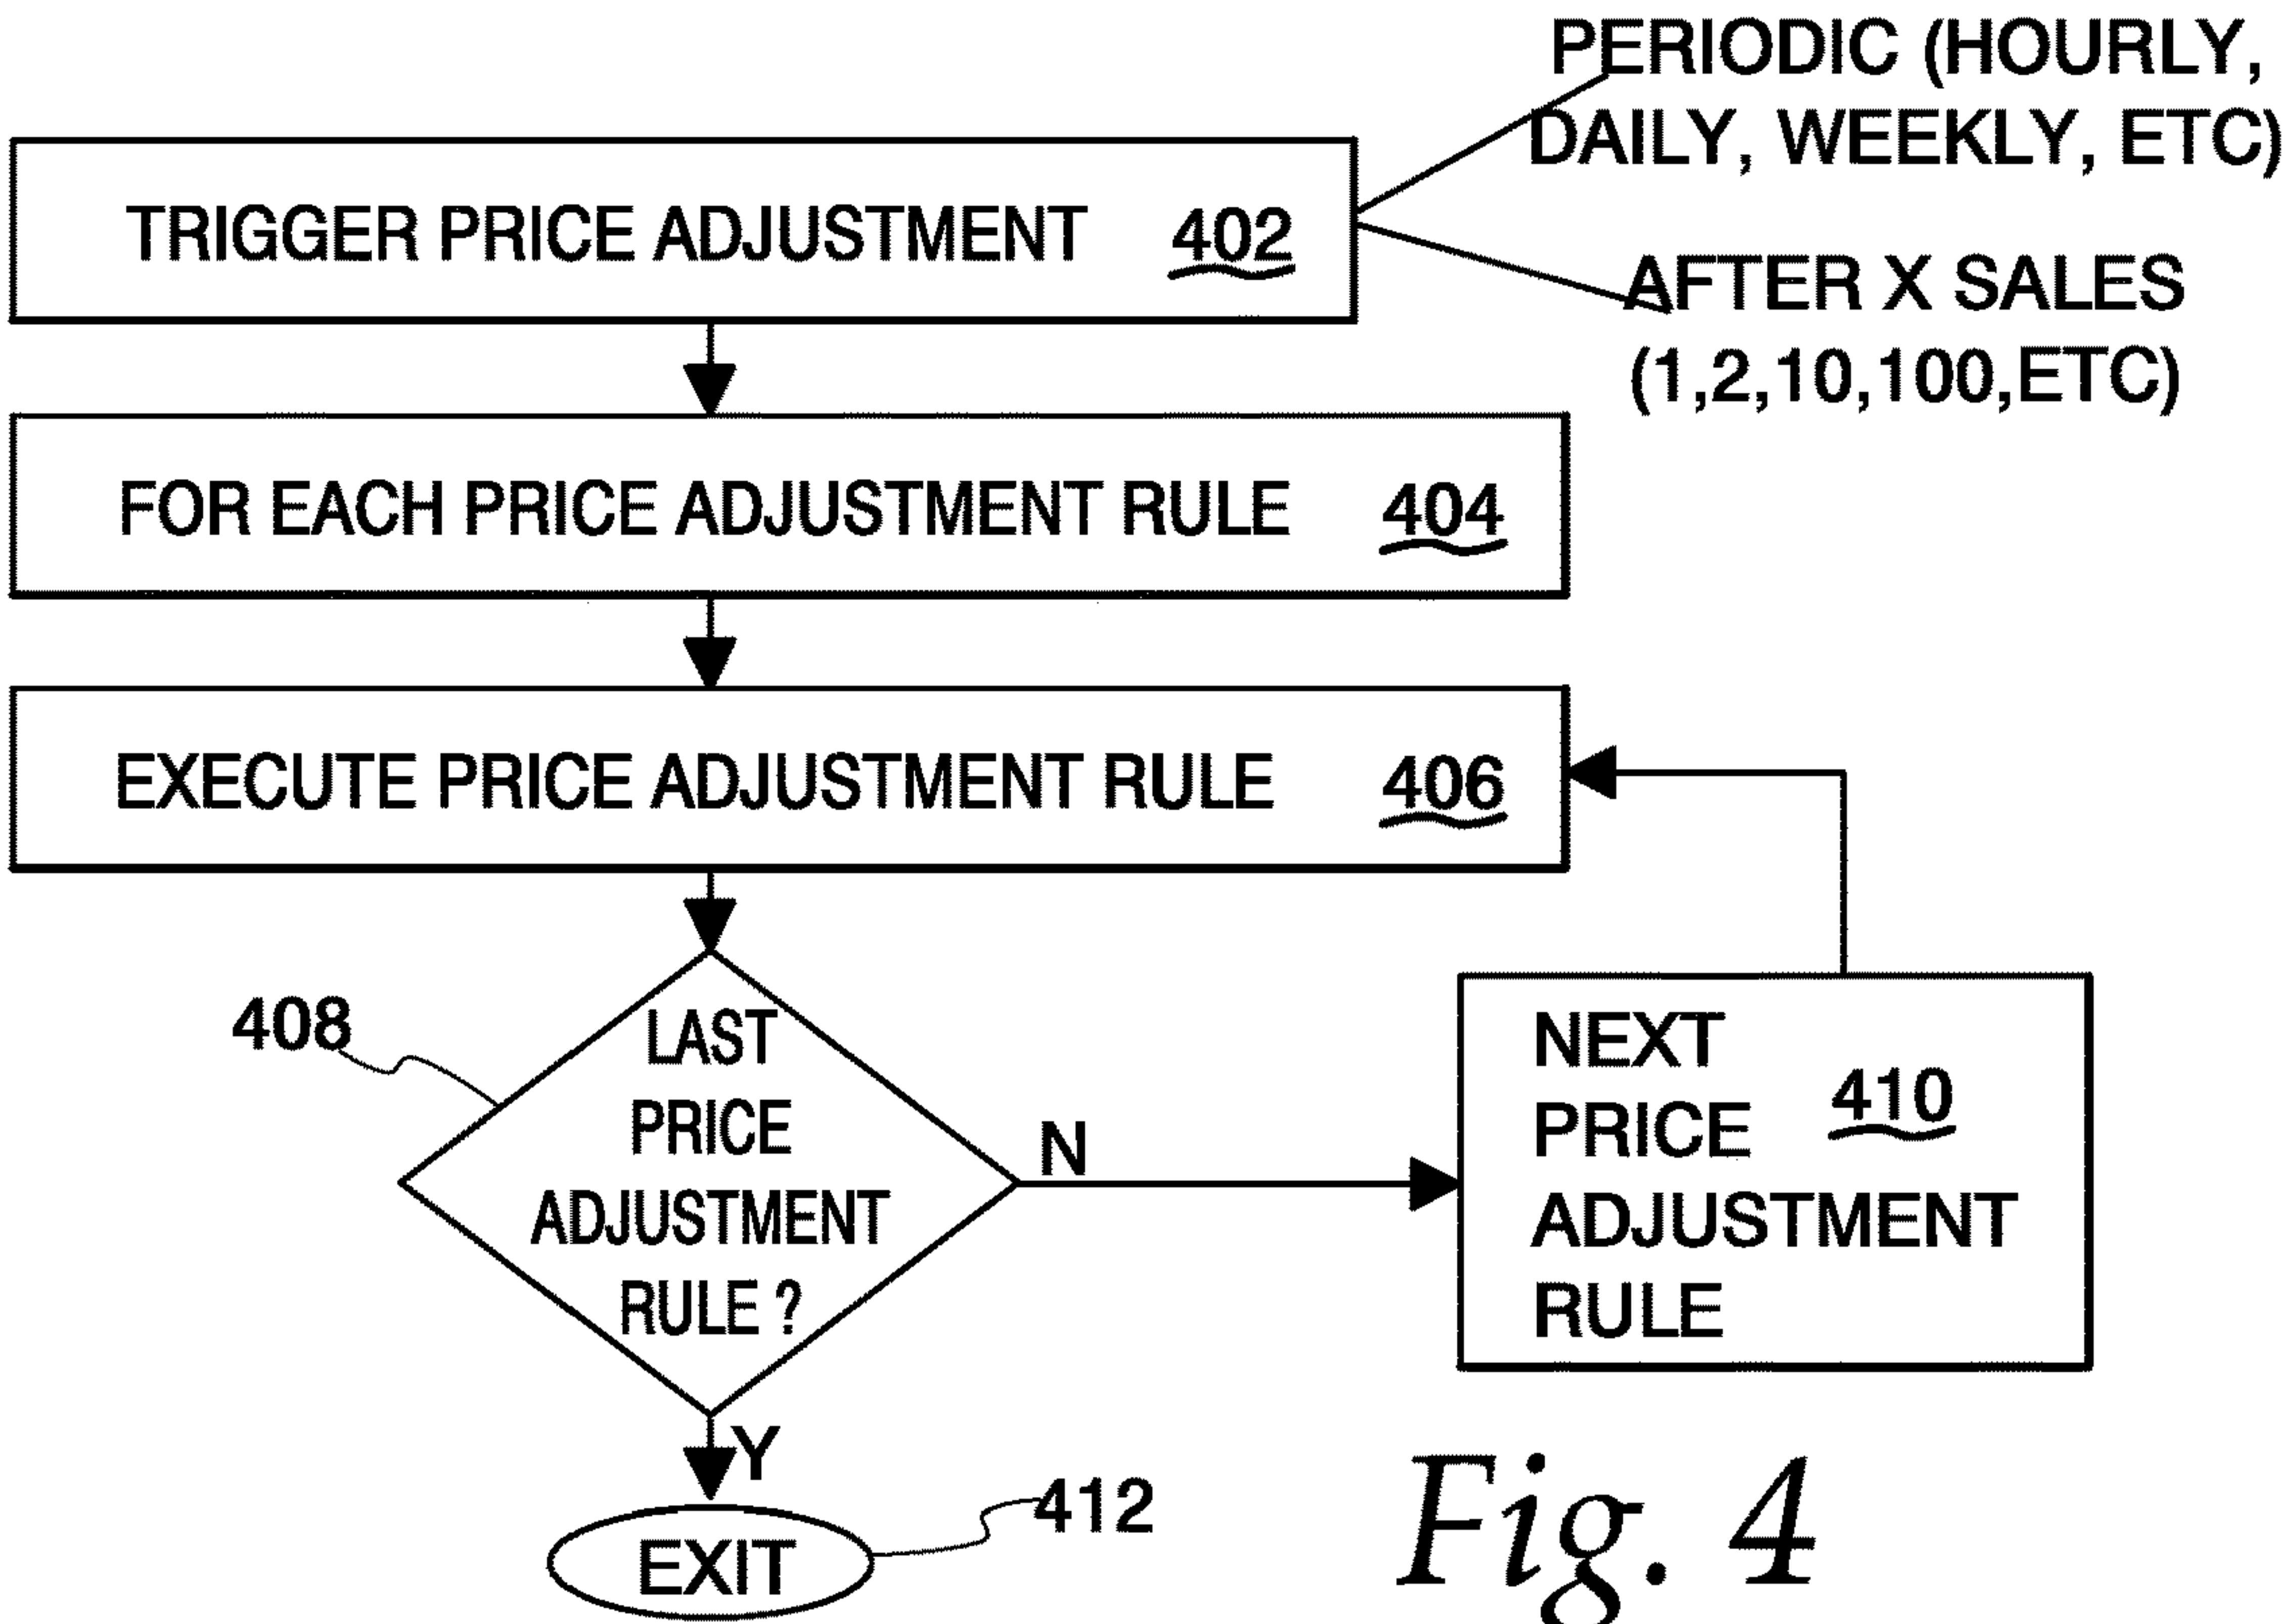 PERIODIC (HOURLY,
DAILY, WEEKLY, ETC)
TRIGGER PRICE ADJUSTMENT 402
AFTER X SALES
(1,2,10,100,ETC)
FOR EACH PRICE ADJUSTMENT RULE 404
EXECUTE PRICE ADJUSTMENT RULE 406
408
LAST
PRICE
ADJUSTMENT
RULE ?
N
NEXT
PRICE
ADJUSTMENT
RULE
410
Y
EXIT
412
Fig. 4